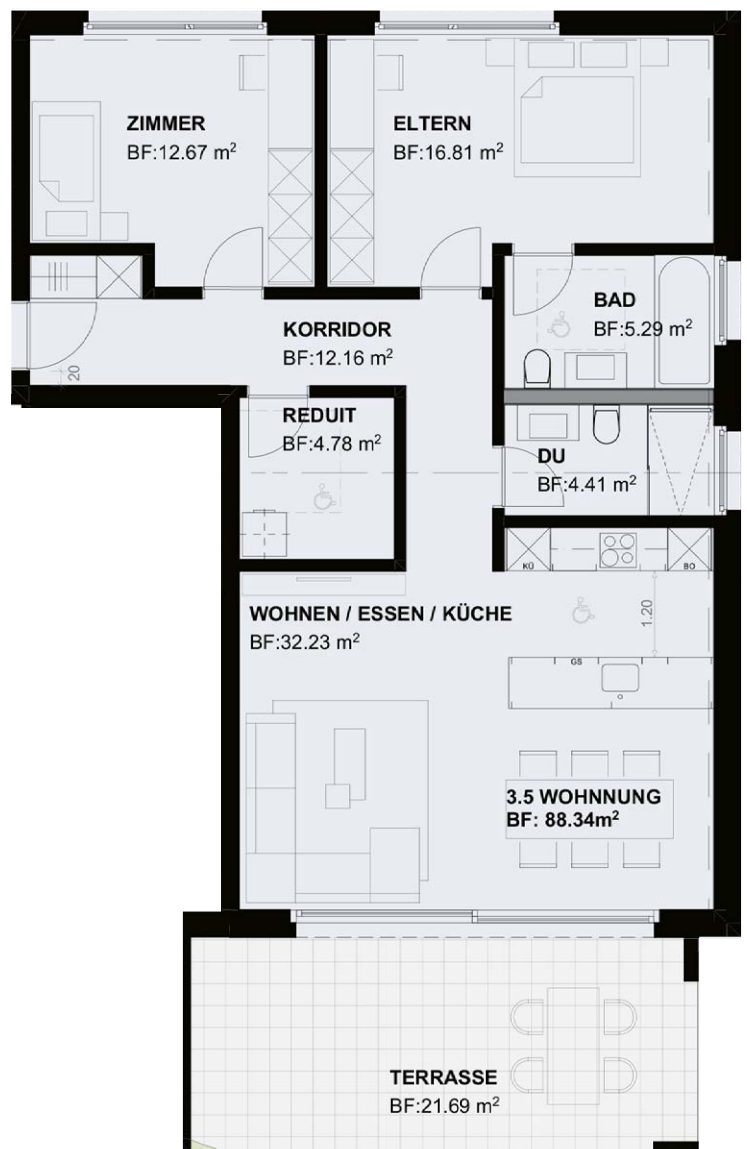 ZIMMER
BF:12.67 m²
ELTERN
BF:16.81 m²
BAD
BF:5.29 m²
KORRIDOR
BF:12.16 m²
20
REDUIT
BF:4.78 m²
DU
BF:4.41 m²
KÜ
BO
WOHNEN / ESSEN / KÜCHE
BF:32.23 m²
1.20
GS
3.5 WOHNNUNG
BF: 88.34m²
TERRASSE
BF:21.69 m²